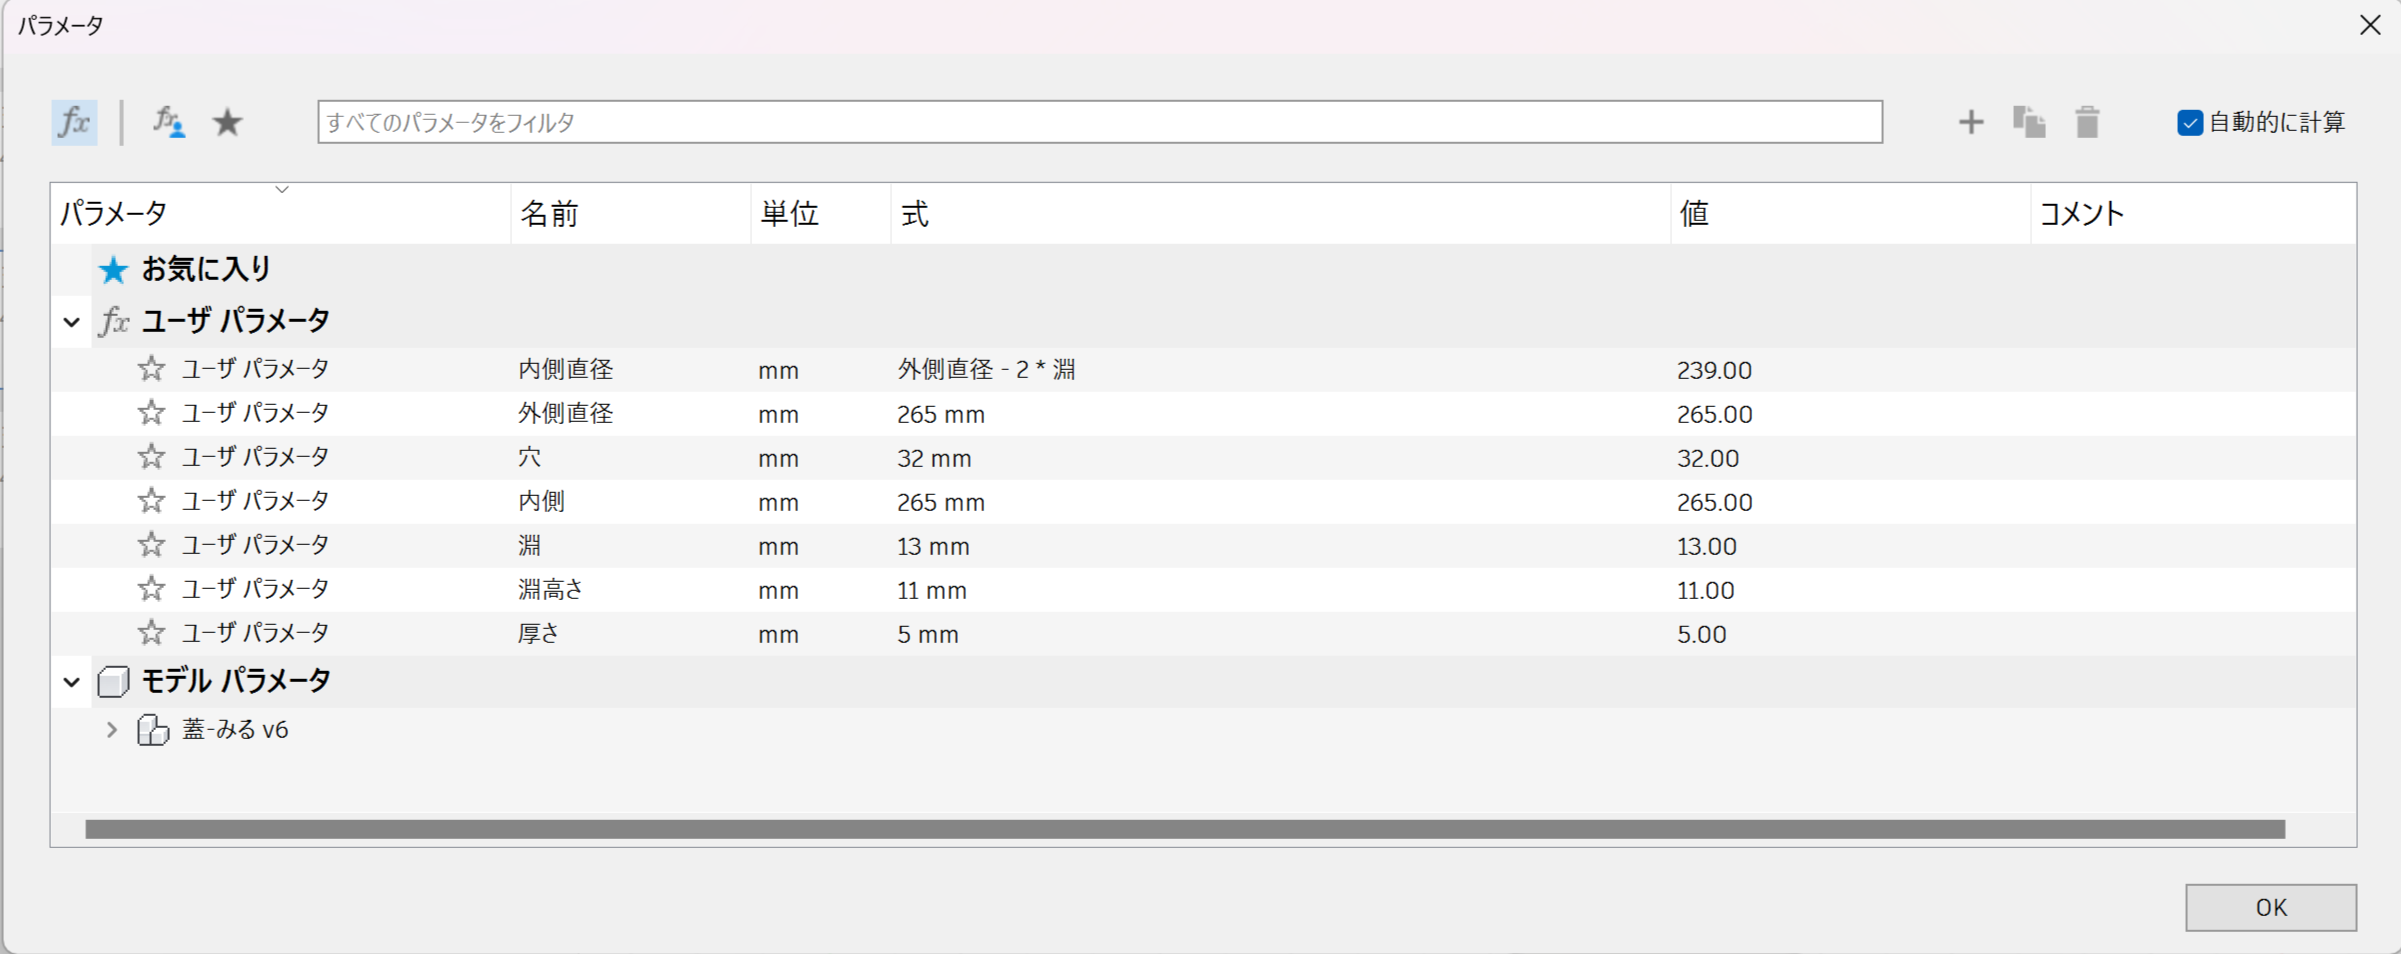 パラメータ
すべてのパラメータをフィルタ 自動的に計算
パラメータ 名前 単位 式 値 コメント
お気に入り
ユーザ パラメータ
ユーザ パラメータ 内側直径 mm 外側直径 - 2 * 淵 239.00
ユーザ パラメータ 外側直径 mm 265 mm 265.00
ユーザ パラメータ 穴 mm 32 mm 32.00
ユーザ パラメータ 内側 mm 265 mm 265.00
ユーザ パラメータ 淵 mm 13 mm 13.00
ユーザ パラメータ 淵高さ mm 11 mm 11.00
ユーザ パラメータ 厚さ mm 5 mm 5.00
モデル パラメータ
蓋-みる v6
OK